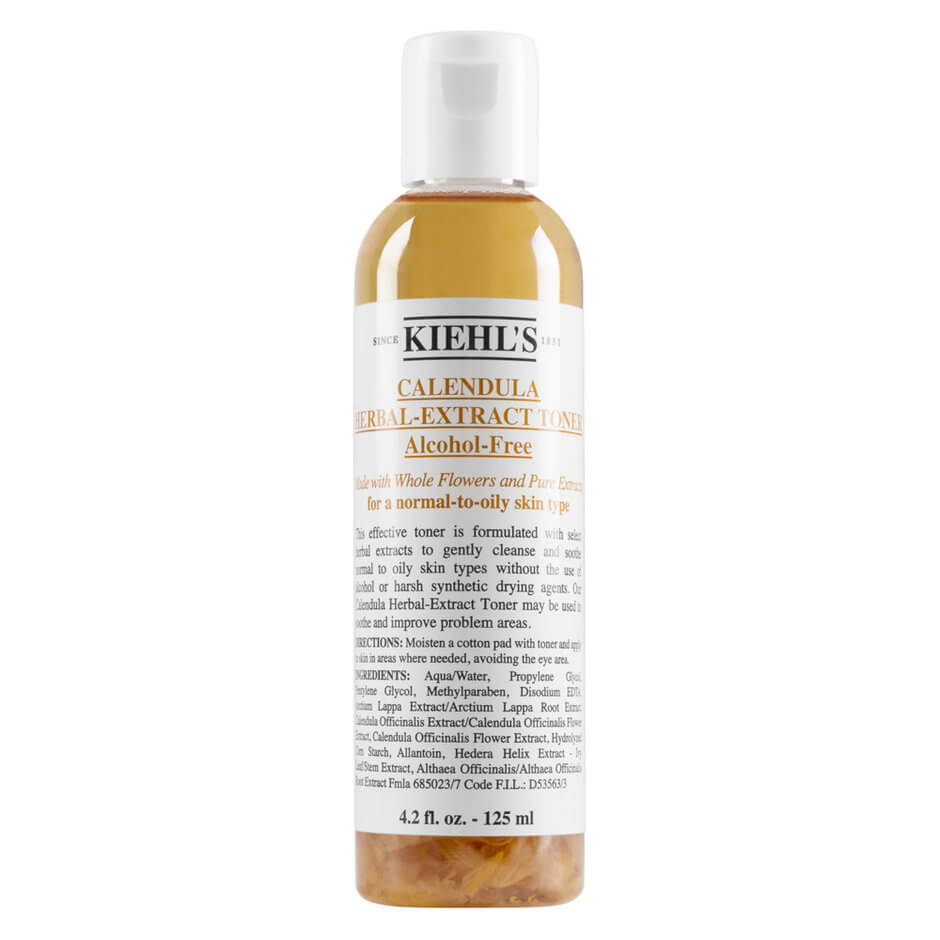 SINCE KIEHL'S 1851
CALENDULA
HERBAL-EXTRACT TONER
Alcohol-Free
Made with Whole Flowers and Pure Extracts
for a normal-to-oily skin type
This effective toner is formulated with select
herbal extracts to gently cleanse and soothe
normal to oily skin types without the use of
alcohol or harsh synthetic drying agents. Our
Calendula Herbal-Extract Toner may be used to
soothe and improve problem areas.
DIRECTIONS: Moisten a cotton pad with toner and apply
to skin in areas where needed, avoiding the eye area.
INGREDIENTS: Aqua/Water, Propylene Glycol,
Pentylene Glycol, Methylparaben, Disodium EDTA,
Arctium Lappa Extract/Arctium Lappa Root Extract,
Calendula Officinalis Extract/Calendula Officinalis Flower
Extract, Calendula Officinalis Flower Extract, Hydrolyzed
Corn Starch, Allantoin, Hedera Helix Extract - Ivy
Leaf/Stem Extract, Althaea Officinalis/Althaea Officinalis
Root Extract Fmla 685023/7 Code F.I.L.: D53563/3
4.2 fl. oz. - 125 ml